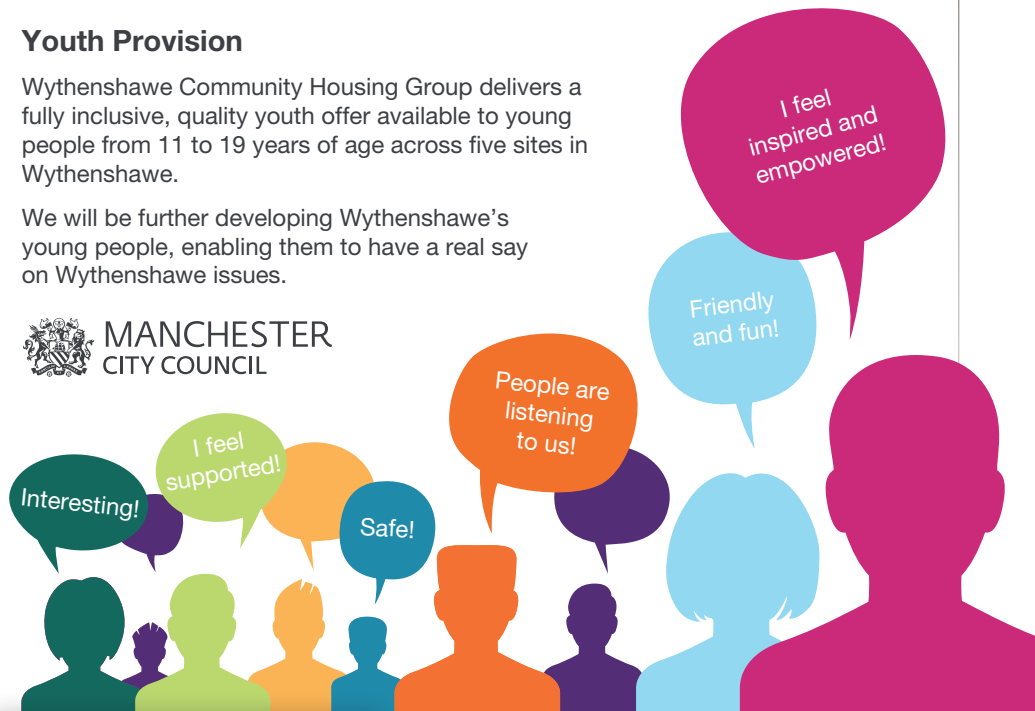 Youth Provision
Wythenshawe Community Housing Group delivers a
fully inclusive, quality youth offer available to young
people from 11 to 19 years of age across five sites in
Wythenshawe.
We will be further developing Wythenshawe’s
young people, enabling them to have a real say
on Wythenshawe issues.
MANCHESTER
CITY COUNCIL
Interesting!
I feel
supported!
Safe!
People are
listening
to us!
Friendly
and fun!
I feel
inspired and
empowered!